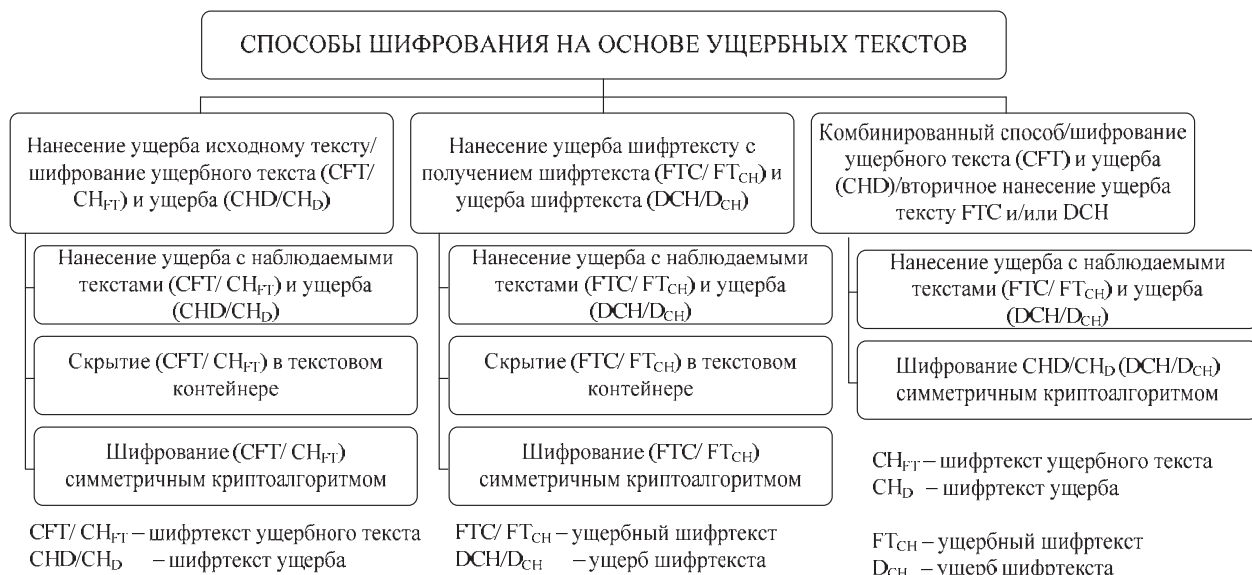 СПОСОБЫ ШИФРОВАНИЯ НА ОСНОВЕ УЩЕРБНЫХ ТЕКСТОВ
Нанесение ущерба исходному тексту/
шифрование ущербного текста (CFT/
CH_FT) и ущерба (CHD/CH_D)
Нанесение ущерба с наблюдаемыми
текстами (CFT/ CH_FT) и ущерба
(CHD/CH_D)
Скрытие (CFT/ CH_FT) в текстовом
контейнере
Шифрование (CFT/ CH_FT)
симметричным криптоалгоритмом
CFT/ CH_FT – шифртекст ущербного текста
CHD/CH_D – шифртекст ущерба
Нанесение ущерба шифртексту с
получением шифртекста (FTC/ FT_CH) и
ущерба шифртекста (DCH/D_CH)
Нанесение ущерба с наблюдаемыми
текстами (FTC/ FT_CH) и ущерба
(DCH/D_CH)
Скрытие (FTC/ FT_CH) в текстовом
контейнере
Шифрование (FTC/ FT_CH)
симметричным криптоалгоритмом
FTC/ FT_CH – ущербный шифртекст
DCH/D_CH – ущерб шифртекста
Комбинированный способ/шифрование
ущербного текста (CFT) и ущерба
(CHD)/вторичное нанесение ущерба
тексту FTC и/или DCH
Нанесение ущерба с наблюдаемыми
текстами (FTC/ FT_CH) и ущерба
(DCH/D_CH)
Шифрование CHD/CH_D (DCH/D_CH)
симметричным криптоалгоритмом
CH_FT – шифртекст ущербного текста
CH_D – шифртекст ущерба
FT_CH – ущербный шифртекст
D_CH – ущерб шифртекста